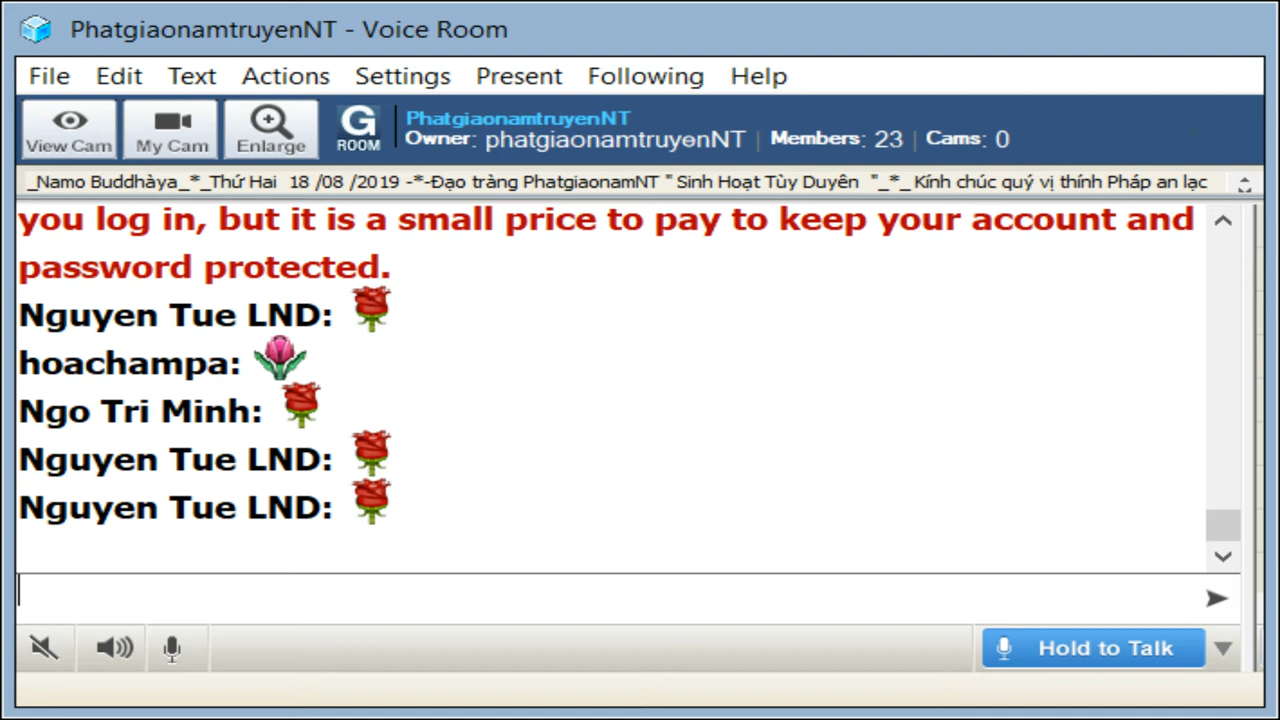 PhatgiaonamtruyenNT - Voice Room
File Edit Text Actions Settings Present Following Help
View Cam My Cam Enlarge G ROOM
PhatgiaonamtruyenNT
Owner: phatgiaonamtruyenNT | Members: 23 | Cams: 0
_Namo Buddhàya_*_Thứ Hai 18 /08 /2019 -*-Đạo tràng PhatgiaonamNT " Sinh Hoạt Tùy Duyên "_*_ Kính chúc quý vị thính Pháp an lạc
you log in, but it is a small price to pay to keep your account and
password protected.
Nguyen Tue LND:
hoachampa:
Ngo Tri Minh:
Nguyen Tue LND:
Nguyen Tue LND:
Hold to Talk